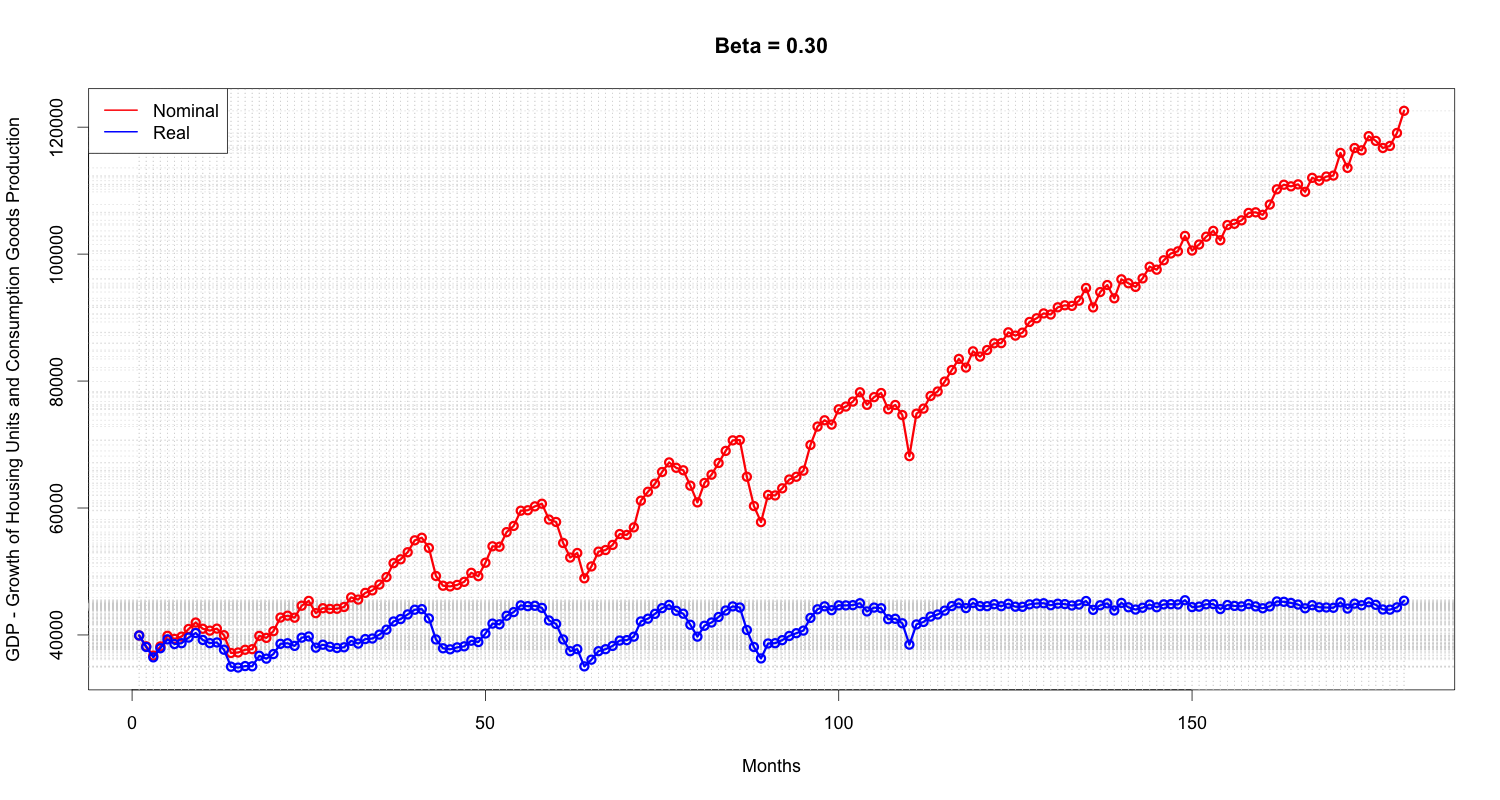 Beta = 0.30
Nominal
Real
GDP - Growth of Housing Units and Consumption Goods Production
120000
100000
80000
60000
40000
0 50 100 150
Months